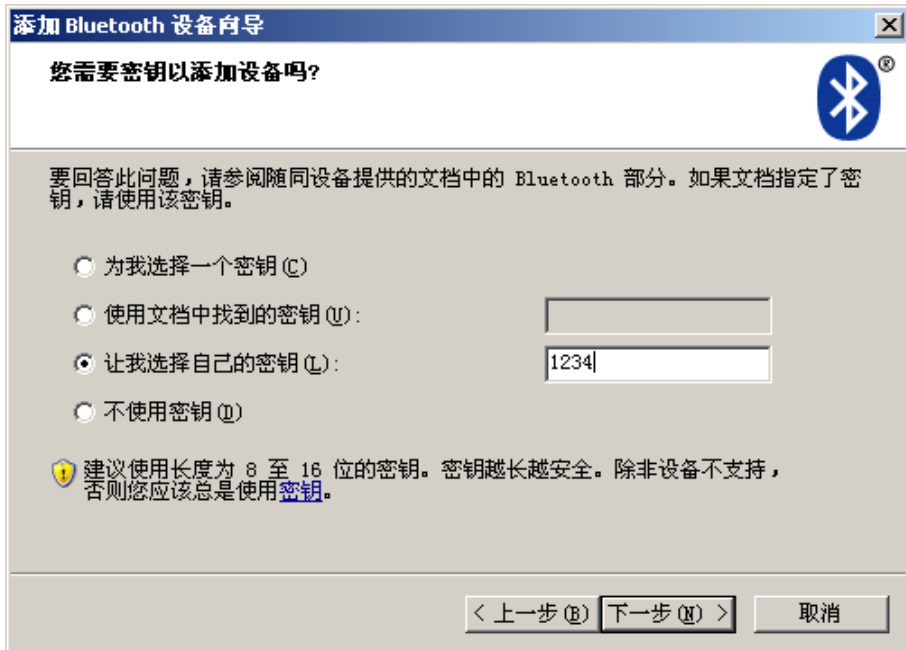 添加 Bluetooth 设备向导
您需要密钥以添加设备吗?
®
要回答此问题，请参阅随同设备提供的文档中的 Bluetooth 部分。如果文档指定了密
钥，请使用该密钥。
为我选择一个密钥(C)
使用文档中找到的密钥(U):
让我选择自己的密钥(L): 1234
不使用密钥(D)
建议使用长度为 8 至 16 位的密钥。密钥越长越安全。除非设备不支持，
否则您应该总是使用密钥。
< 上一步(B) 下一步(N) > 取消